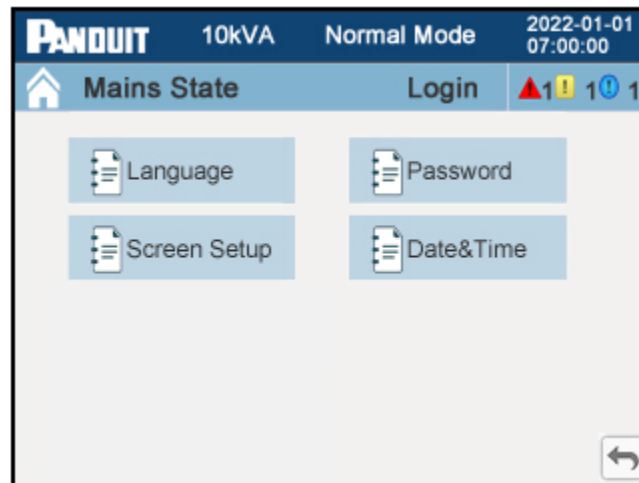 PANDUIT 10kVA Normal Mode 2022-01-01
07:00:00
Mains State Login 1 1 1
Language Password
Screen Setup Date&Time